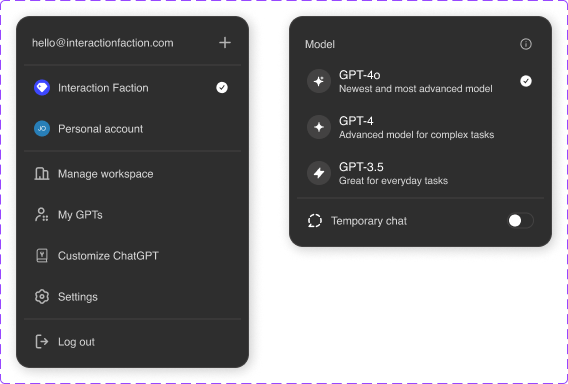 hello@interactionfaction.com
Interaction Faction
JO
Personal account
Manage workspace
My GPTs
Customize ChatGPT
Settings
Log out
Model
GPT-4o
Newest and most advanced model
GPT-4
Advanced model for complex tasks
GPT-3.5
Great for everyday tasks
Temporary chat